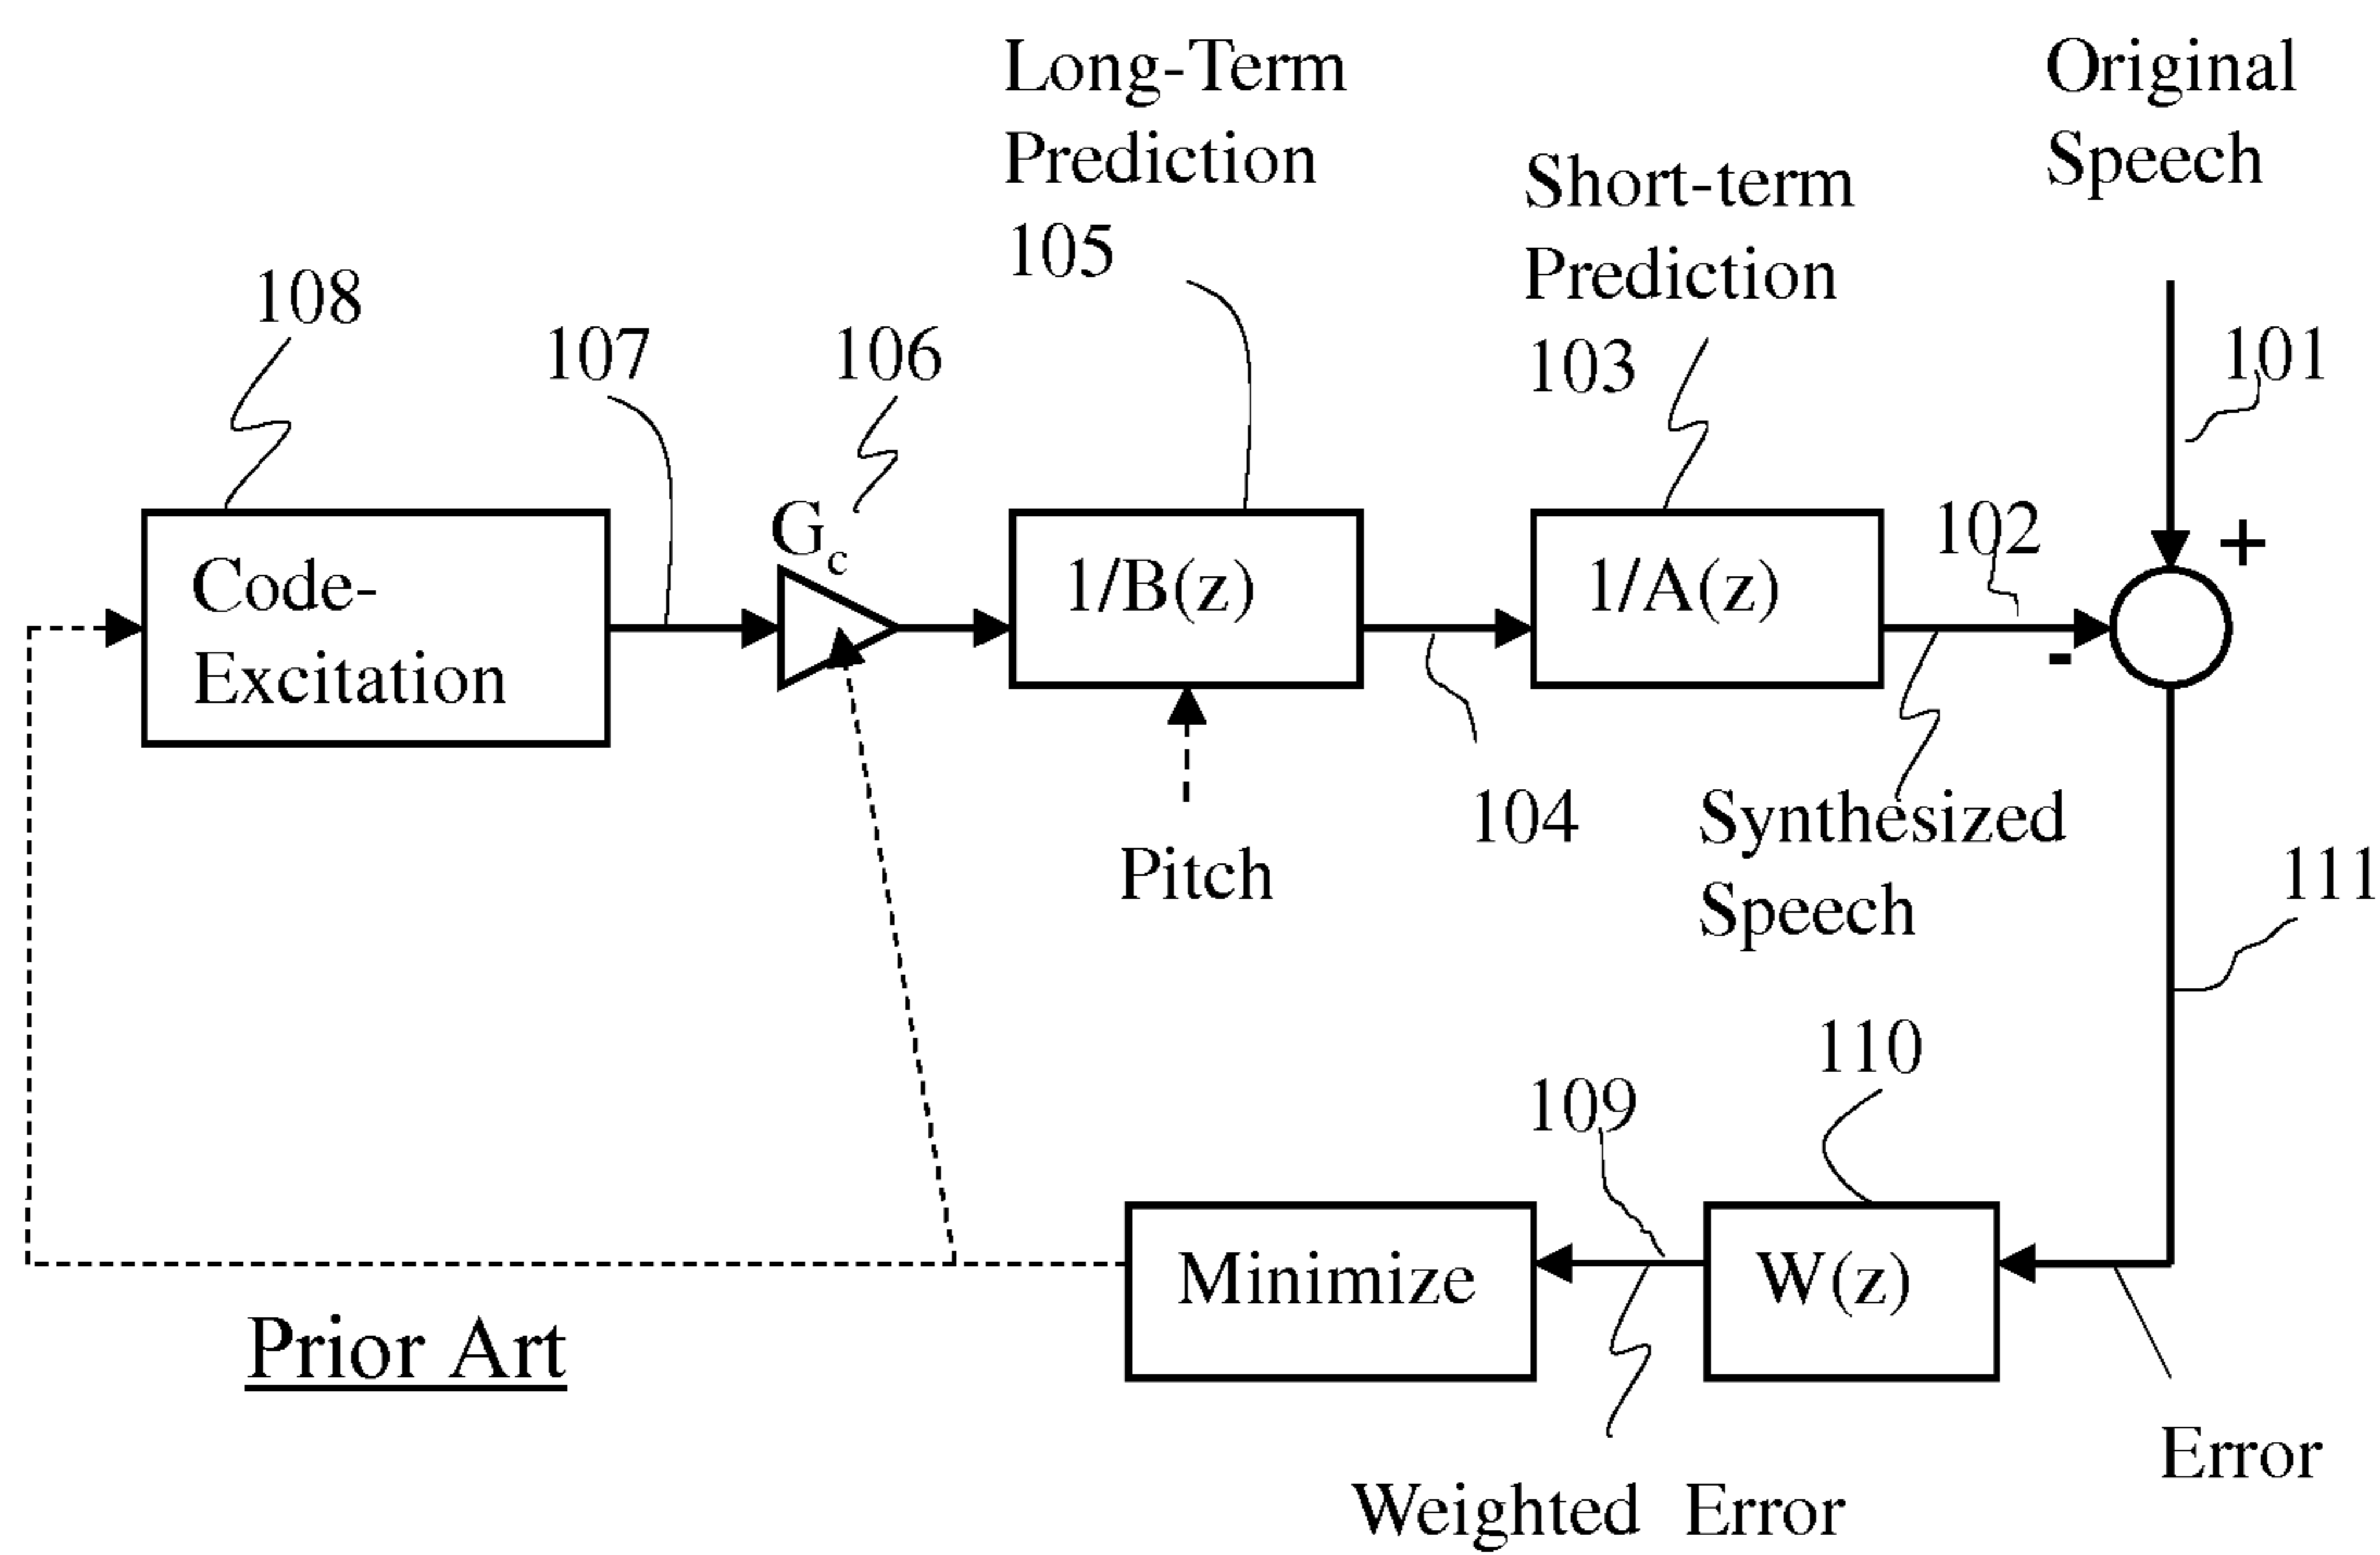 Long-Term
Prediction
105
Original
Speech
Short-term
Prediction
103
108
107
106
101
G c
Code-
Excitation
1/B(z)
1/A(z)
102
+
-
Pitch
104
Synthesized
Speech
111
110
109
Minimize
W(z)
Prior Art
Error
Weighted Error